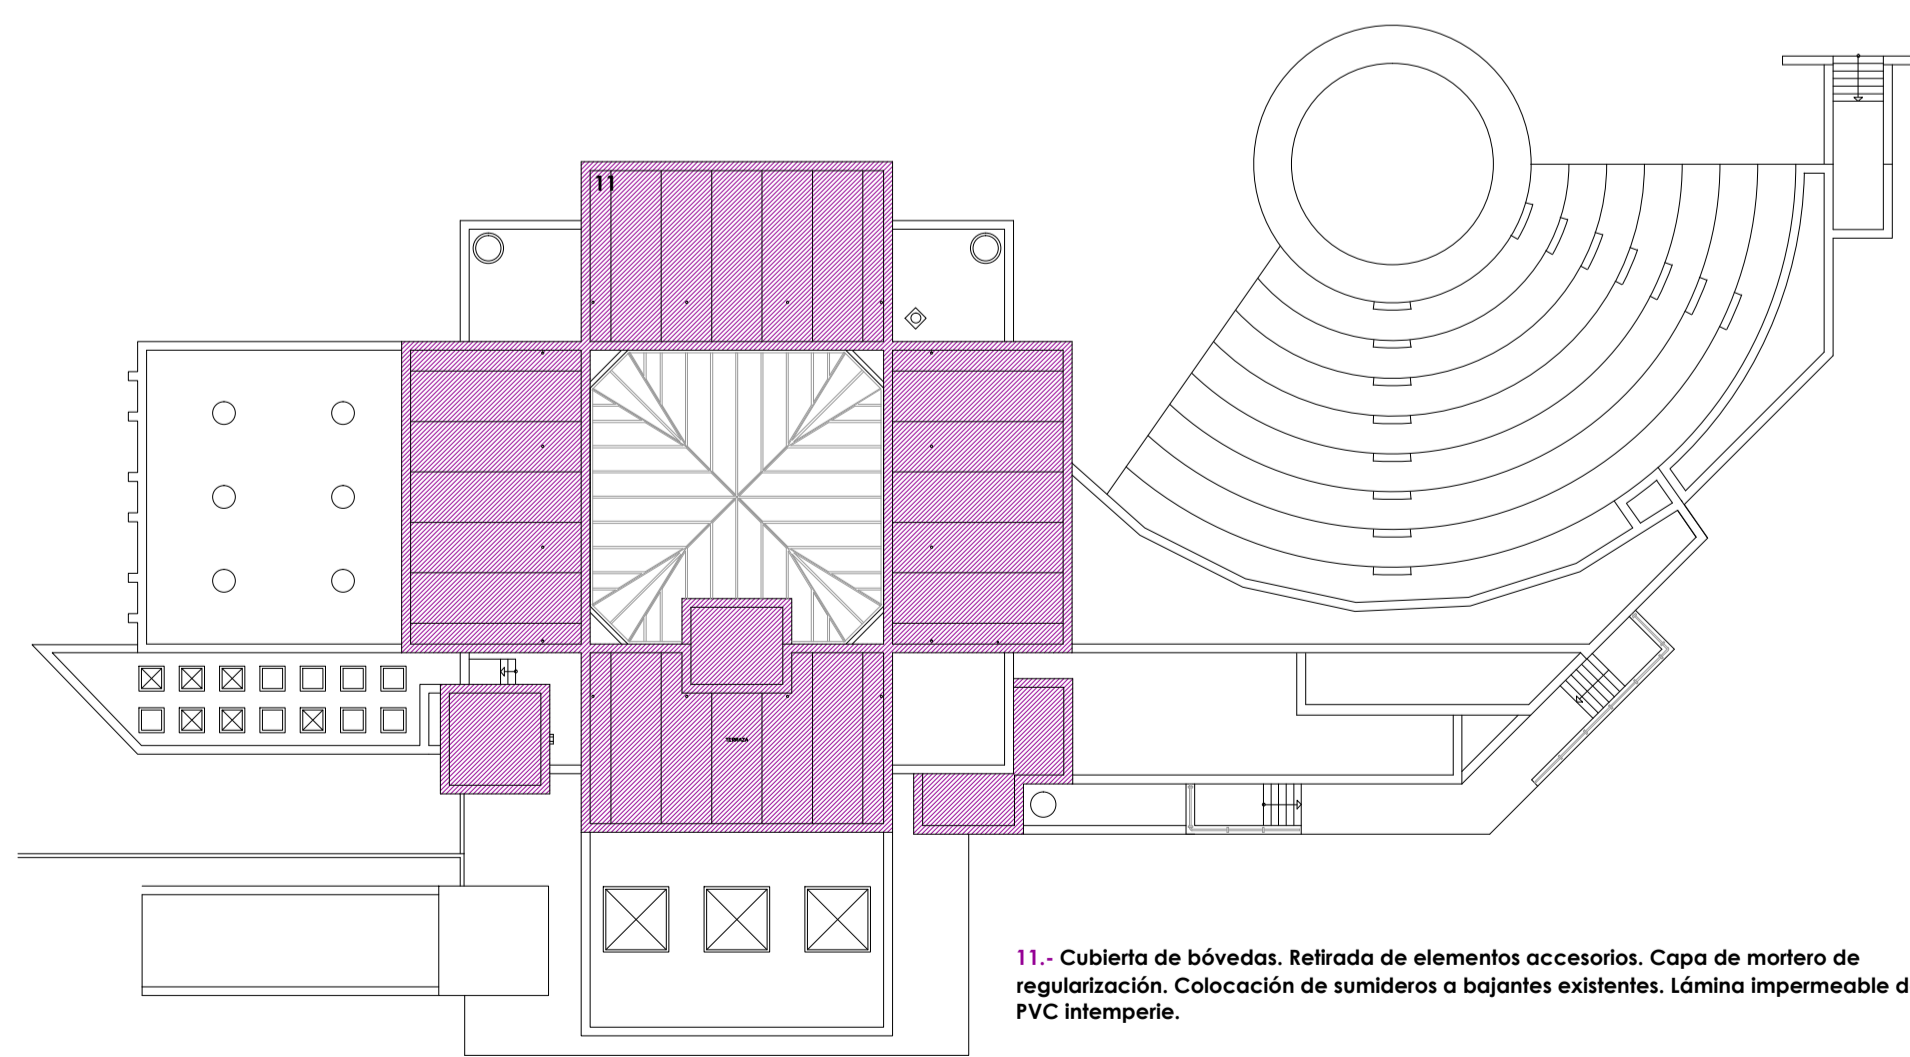 11
TERRAZA
11.- Cubierta de bóvedas. Retirada de elementos accesorios. Capa de mortero de
regularización. Colocación de sumideros a bajantes existentes. Lámina impermeable d
PVC intemperie.